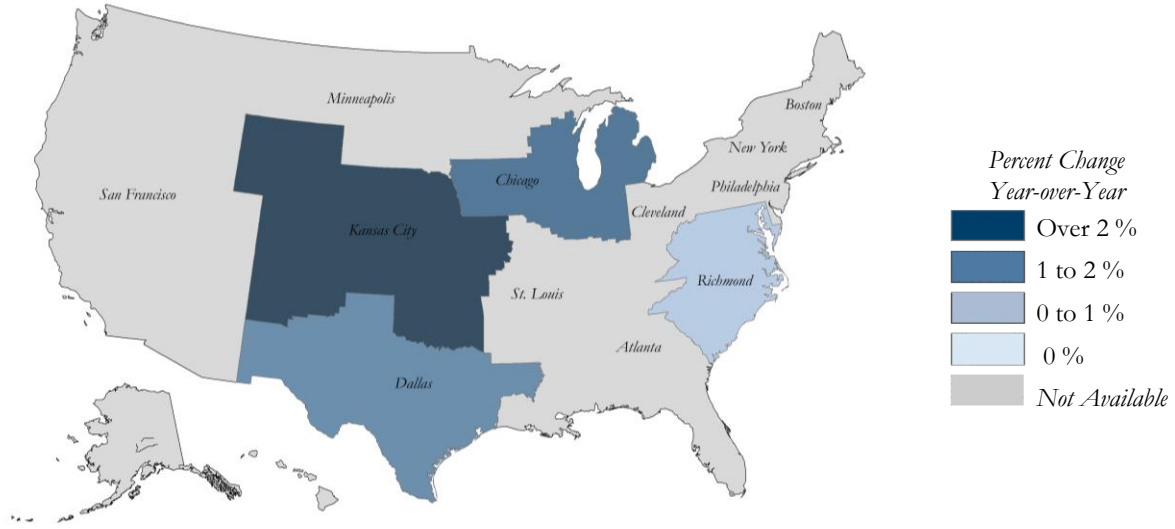 Minneapolis
Boston
New York
San Francisco
Chicago
Philadelphia
Cleveland
Kansas City
Richmond
St. Louis
Atlanta
Dallas
Percent Change
Year-over-Year
Over 2 %
1 to 2 %
0 to 1 %
0 %
Not Available